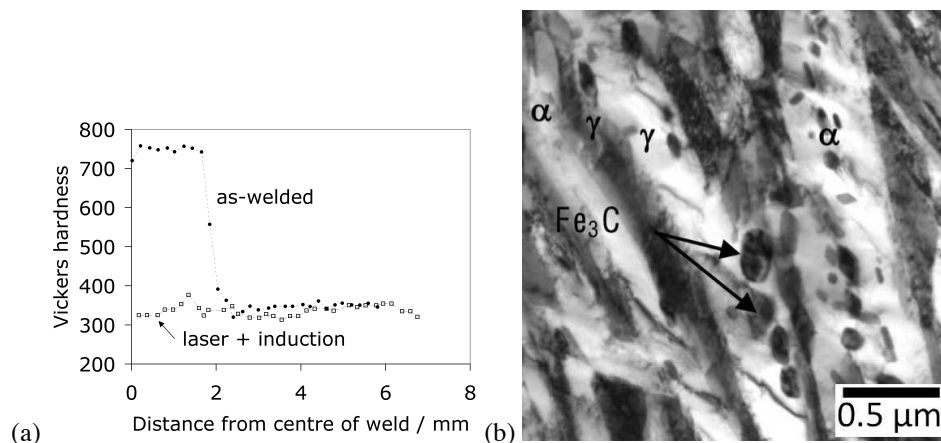 800
700
600
500
400
300
200
Vickers hardness
as-welded
laser + induction
0 2 4 6 8
Distance from centre of weld / mm
(a)
α
γ
γ
α
Fe₃C
0.5 μm
(b)